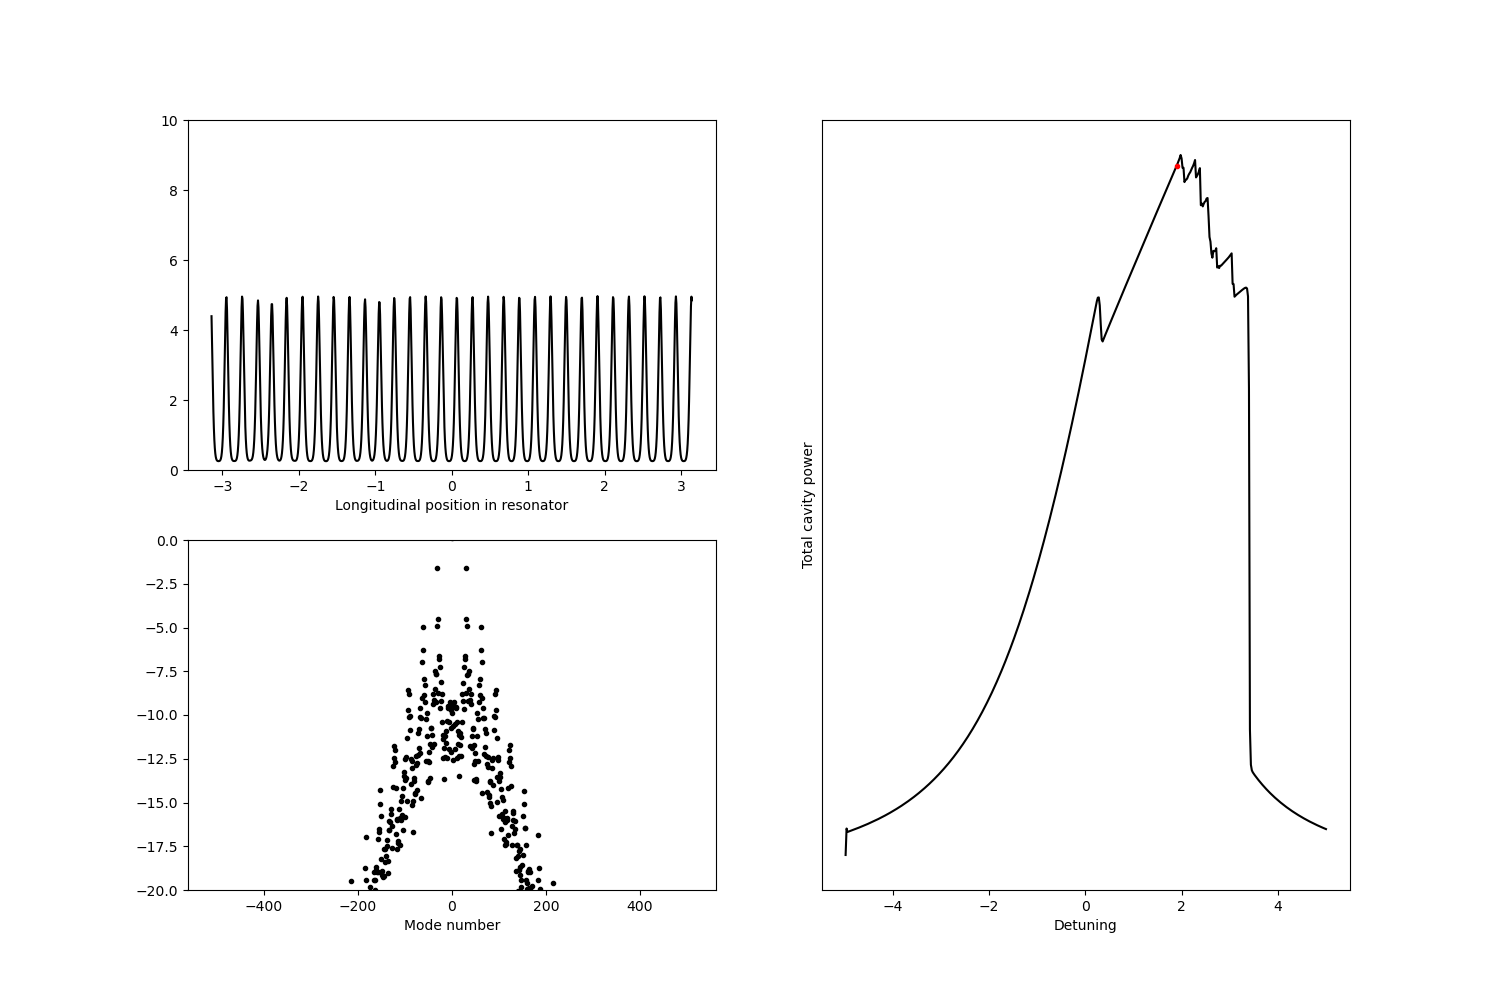 10
8
6
4
2
0
−3 −2 −1 0 1 2 3
Longitudinal position in resonator
0.0
−2.5
−5.0
−7.5
−10.0
−12.5
−15.0
−17.5
−20.0
−400 −200 0 200 400
Mode number
Total cavity power
−4 −2 0 2 4
Detuning